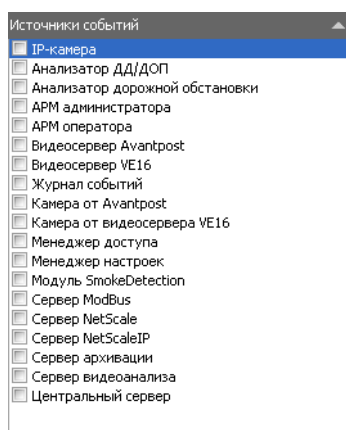 Источники событий
IP-камера
Анализатор ДД/ДОП
Анализатор дорожной обстановки
АРМ администратора
АРМ оператора
Видеосервер Avantpost
Видеосервер VE16
Журнал событий
Камера от Avantpost
Камера от видеосервера VE16
Менеджер доступа
Менеджер настроек
Модуль SmokeDetection
Сервер ModBus
Сервер NetScale
Сервер NetScaleIP
Сервер архивации
Сервер видеоанализа
Центральный сервер